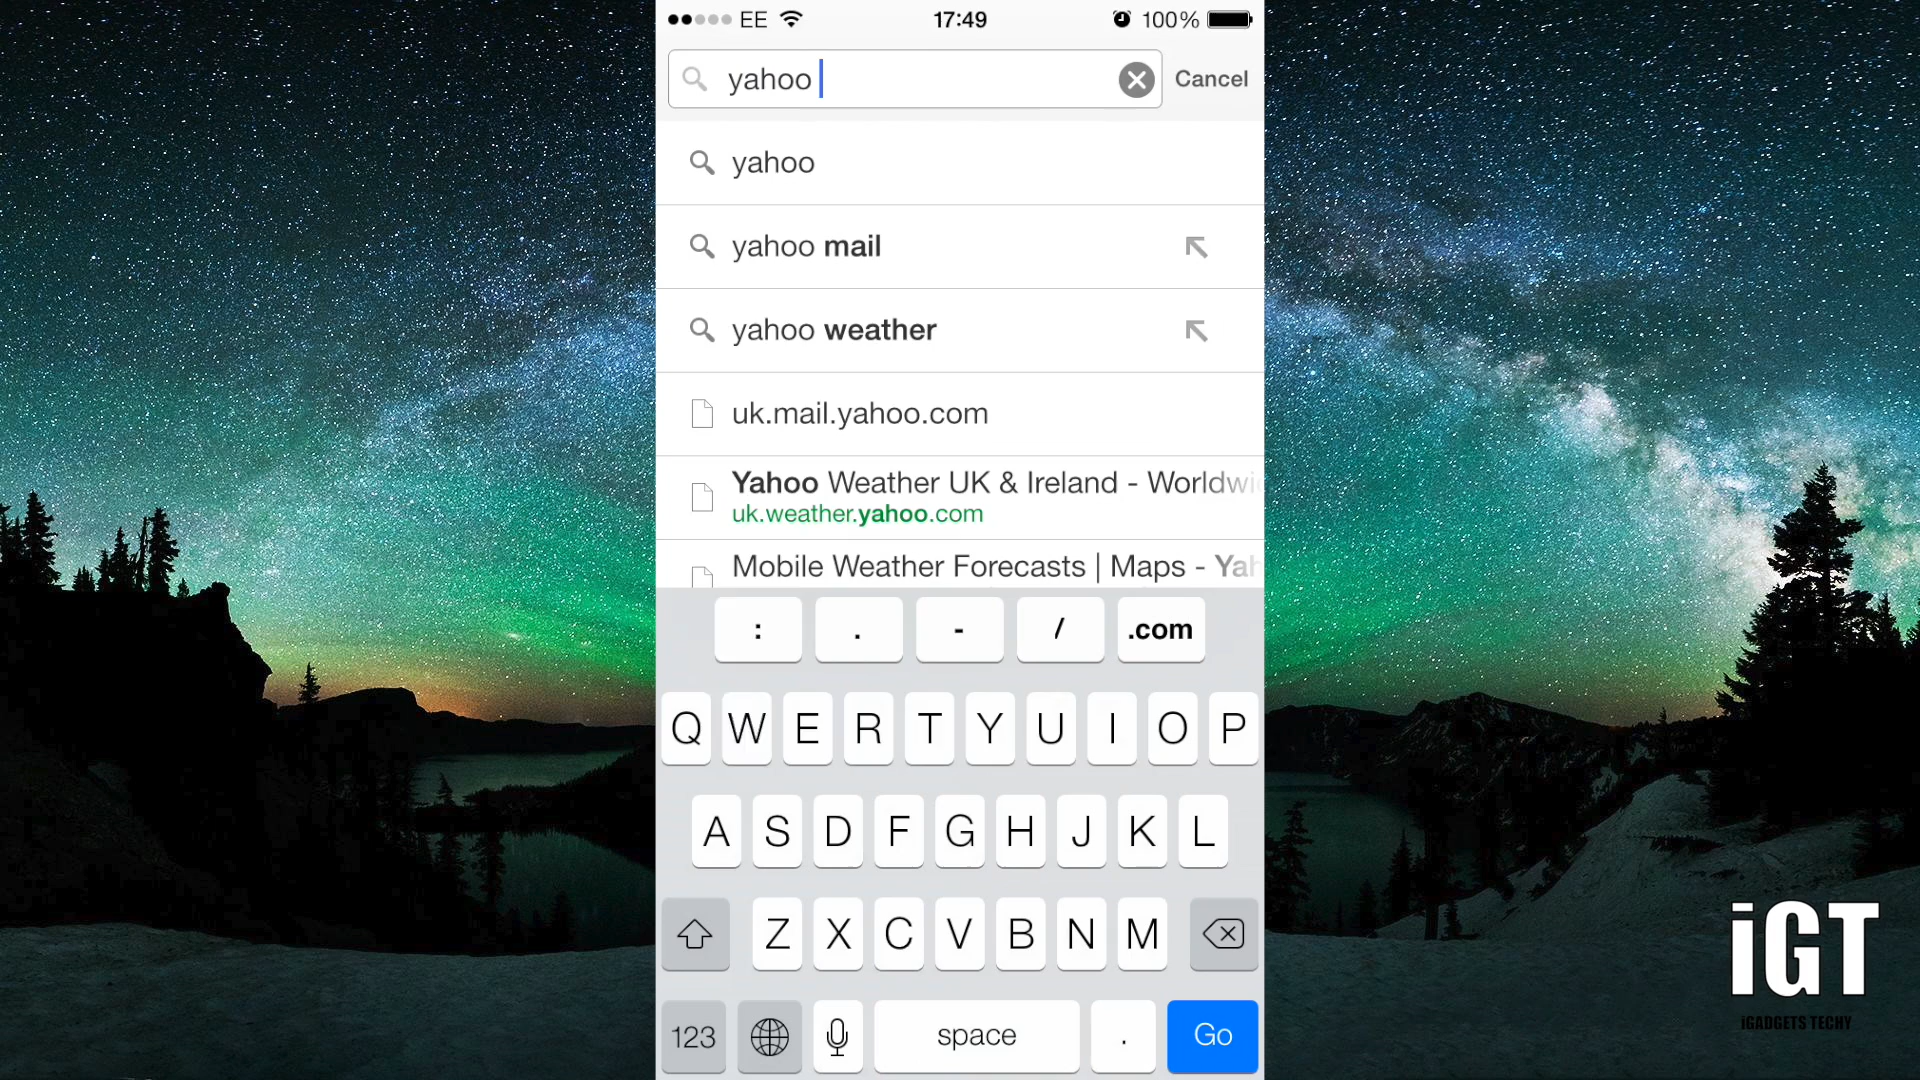 EE 17:49 100%
yahoo Cancel
yahoo
yahoo mail
yahoo weather
uk.mail.yahoo.com
Yahoo Weather UK & Ireland - Worldwi
uk.weather.yahoo.com
Mobile Weather Forecasts | Maps - Yah
: . - / .com
Q W E R T Y U I O P
A S D F G H J K L
Z X C V B N M
123 space . Go
iGT
iGADGETS TECHY